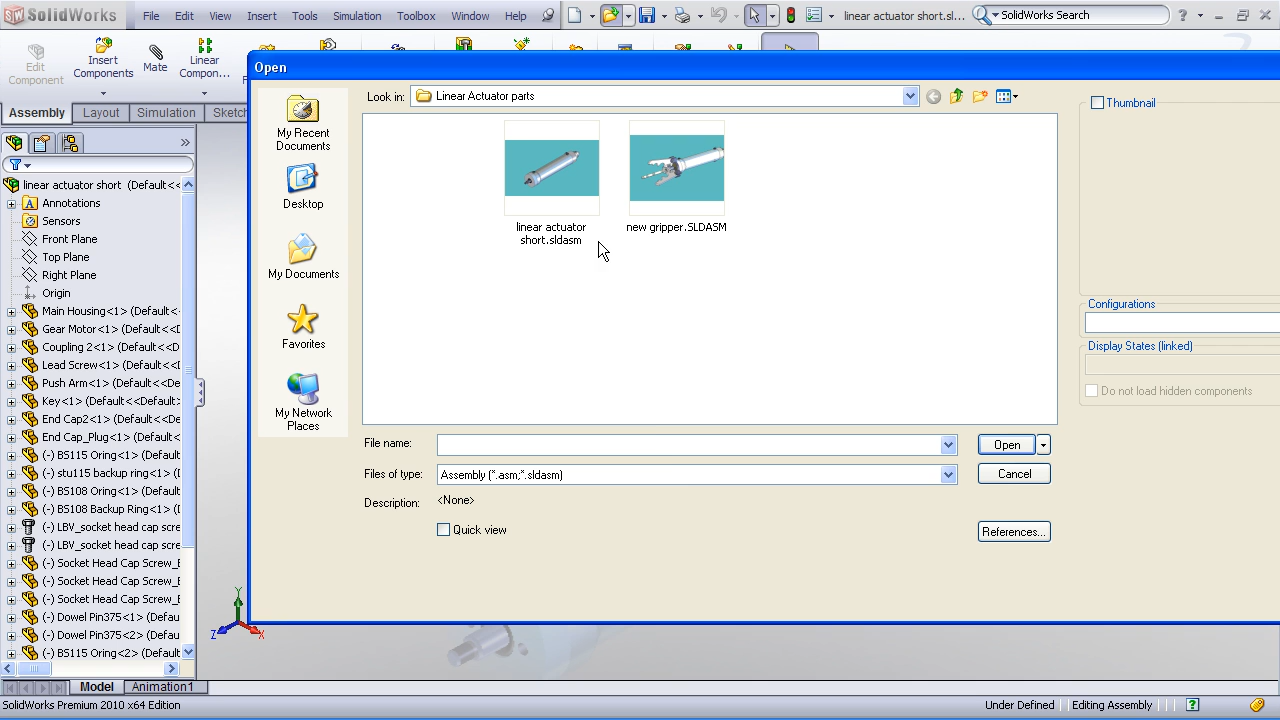 SolidWorks
File Edit View Insert Tools Simulation Toolbox Window Help
linear actuator short.sl...
SolidWorks Search
Edit Component
Insert Components
Mate
Linear Compon...
Assembly Layout Simulation Sketch
linear actuator short (Default<<
Annotations
Sensors
Front Plane
Top Plane
Right Plane
Origin
Main Housing<1> (Default<<
Gear Motor<1> (Default<<D
Coupling 2<1> (Default<<D
Lead Screw<1> (Default<<D
Push Arm<1> (Default<<De
Key<1> (Default<<Default>
End Cap2<1> (Default<<D
End Cap_Plug<1> (Default
(-) B5115 Oring<1> (Default
(-) stu115 backup ring<1> (D
(-) B5108 Oring<1> (Default
(-) B5108 Backup Ring<1> (D
(-) LBV_socket head cap scre
(-) LBV_socket head cap scre
(-) Socket Head Cap Screw_B
(-) Socket Head Cap Screw_B
(-) Socket Head Cap Screw_B
(-) Dowel Pin375<1> (Defau
(-) Dowel Pin375<2> (Defau
(-) B5115 Oring<2> (Default
Open
Look in: Linear Actuator parts
My Recent Documents
Desktop
My Documents
Favorites
My Network Places
linear actuator
short.sldasm
new gripper.SLDASM
Thumbnail
Configurations
Display States (linked)
Do not load hidden components
File name:
Open
Files of type: Assembly (*.asm;*.sldasm)
Cancel
Description: <None>
Quick view
References...
Y
Z
X
Model Animation1
SolidWorks Premium 2010 x64 Edition
Under Defined Editing Assembly